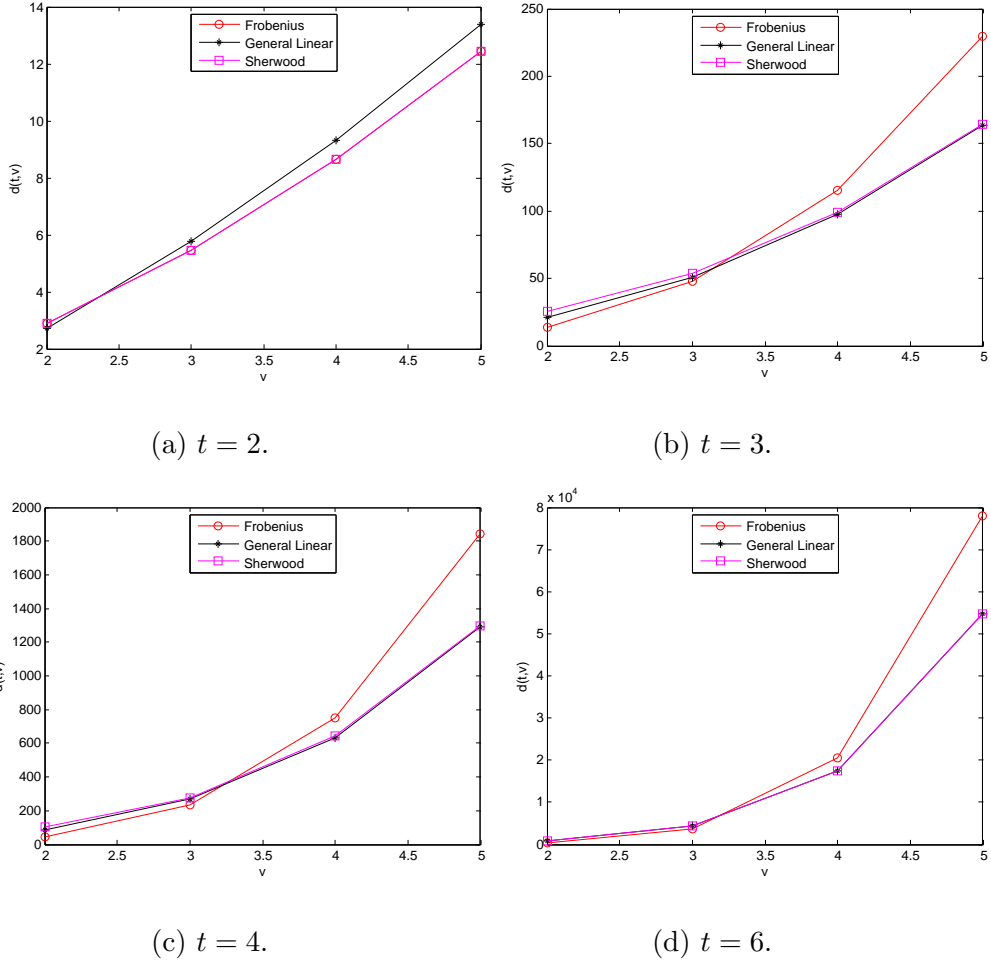 Frobenius
General Linear
Sherwood
14
12
10
8
6
4
2
d(t,v)
2 2.5 3 3.5 4 4.5 5
v
(a) t = 2.
Frobenius
General Linear
Sherwood
250
200
150
100
50
0
d(t,v)
2 2.5 3 3.5 4 4.5 5
v
(b) t = 3.
Frobenius
General Linear
Sherwood
2000
1800
1600
1400
1200
1000
800
600
400
200
0
d(t,v)
2 2.5 3 3.5 4 4.5 5
v
(c) t = 4.
x 10^4
Frobenius
General Linear
Sherwood
8
7
6
5
4
3
2
1
0
d(t,v)
2 2.5 3 3.5 4 4.5 5
v
(d) t = 6.